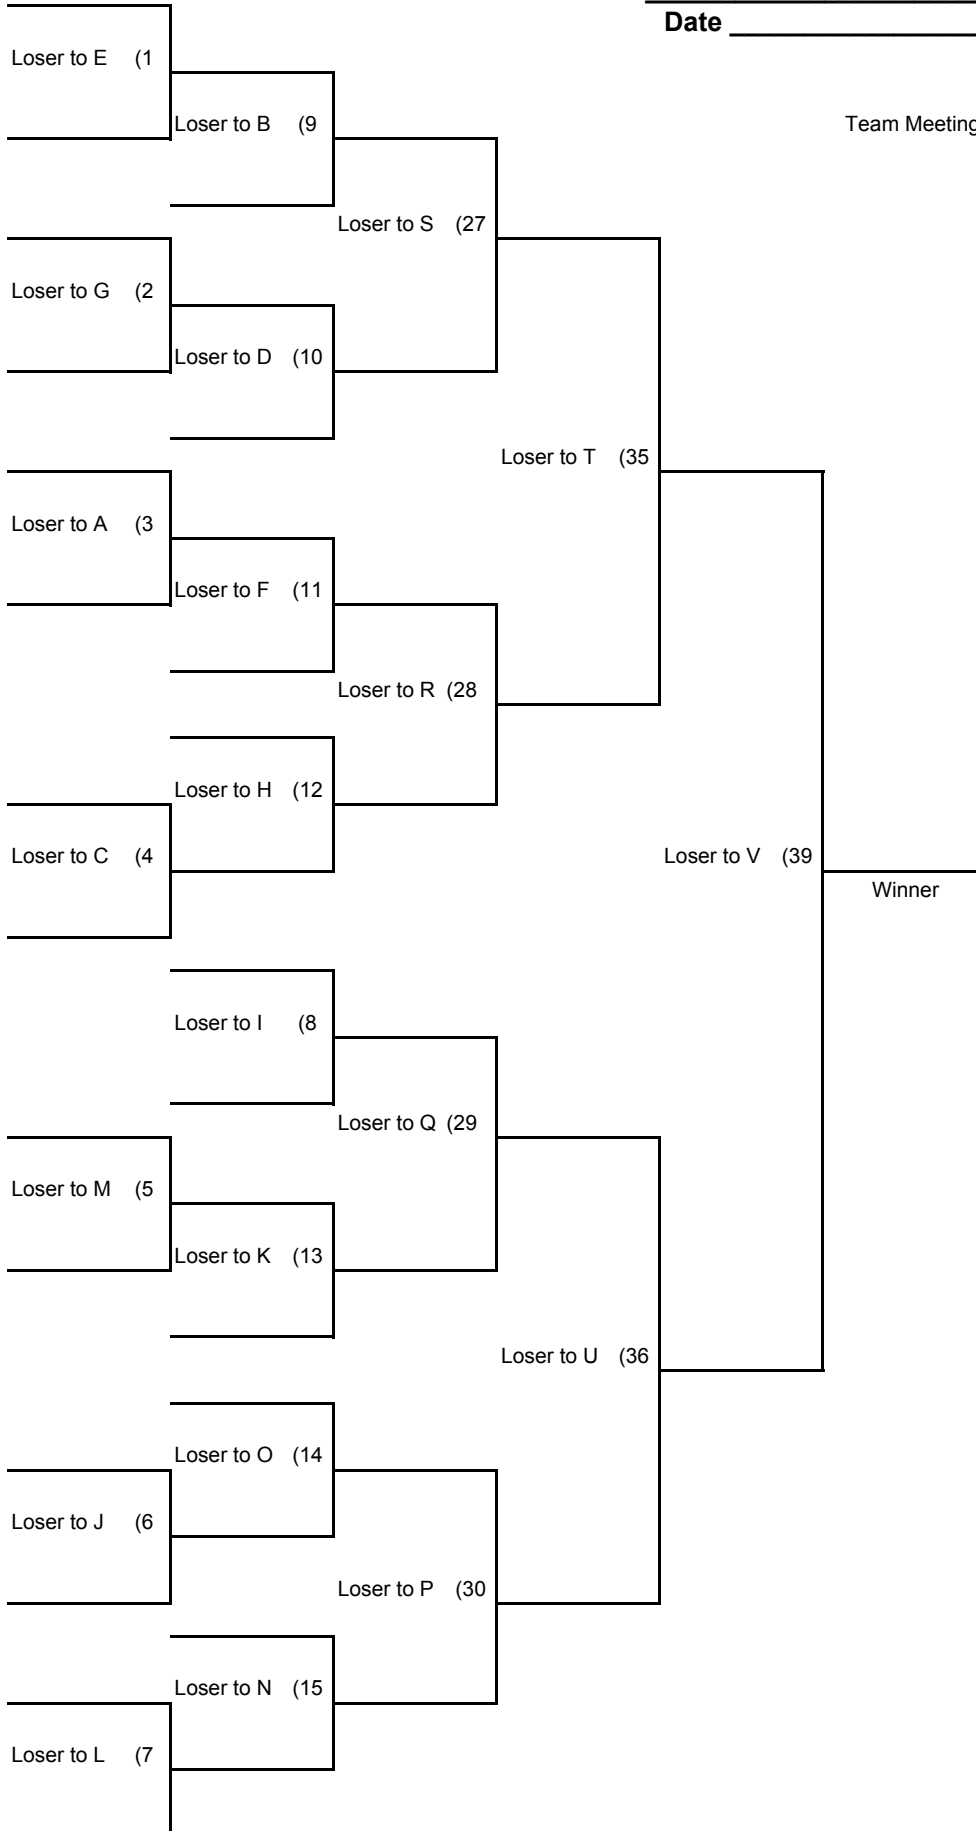 Date
Loser to E (1
Loser to B (9
Team Meeting
Loser to S (27
Loser to G (2
Loser to D (10
Loser to T (35
Loser to A (3
Loser to F (11
Loser to R (28
Loser to H (12
Loser to C (4
Loser to V (39
Winner
Loser to I (8
Loser to Q (29
Loser to M (5
Loser to K (13
Loser to U (36
Loser to O (14
Loser to J (6
Loser to P (30
Loser to N (15
Loser to L (7